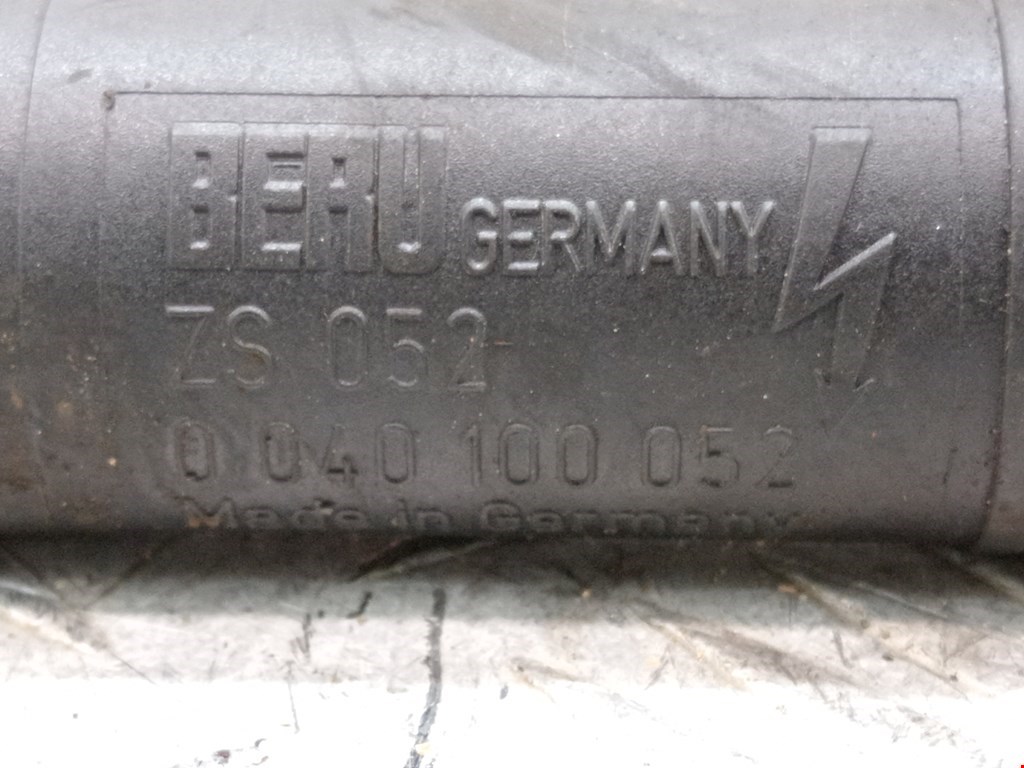 BERU GERMANY
ZS 052
0 040 100 052
Made in Germany